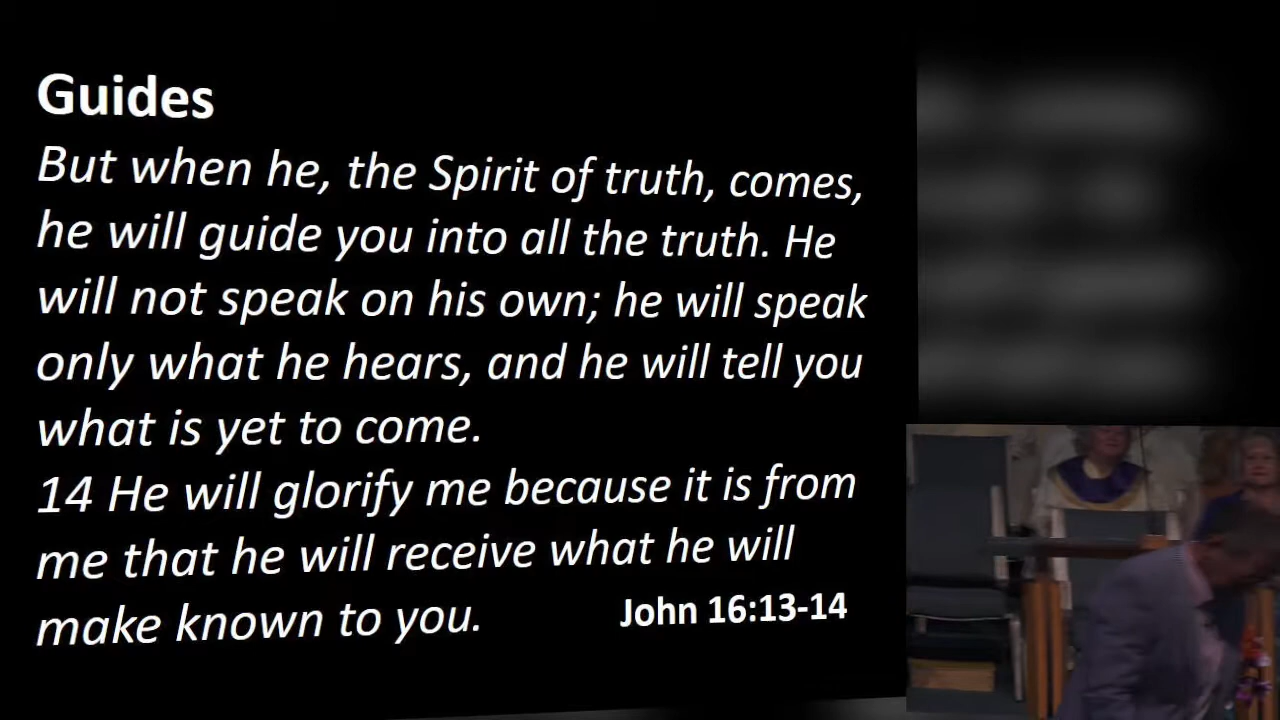 Guides
But when he, the Spirit of truth, comes,
he will guide you into all the truth. He
will not speak on his own; he will speak
only what he hears, and he will tell you
what is yet to come.
14 He will glorify me because it is from
me that he will receive what he will
make known to you.
John 16:13-14